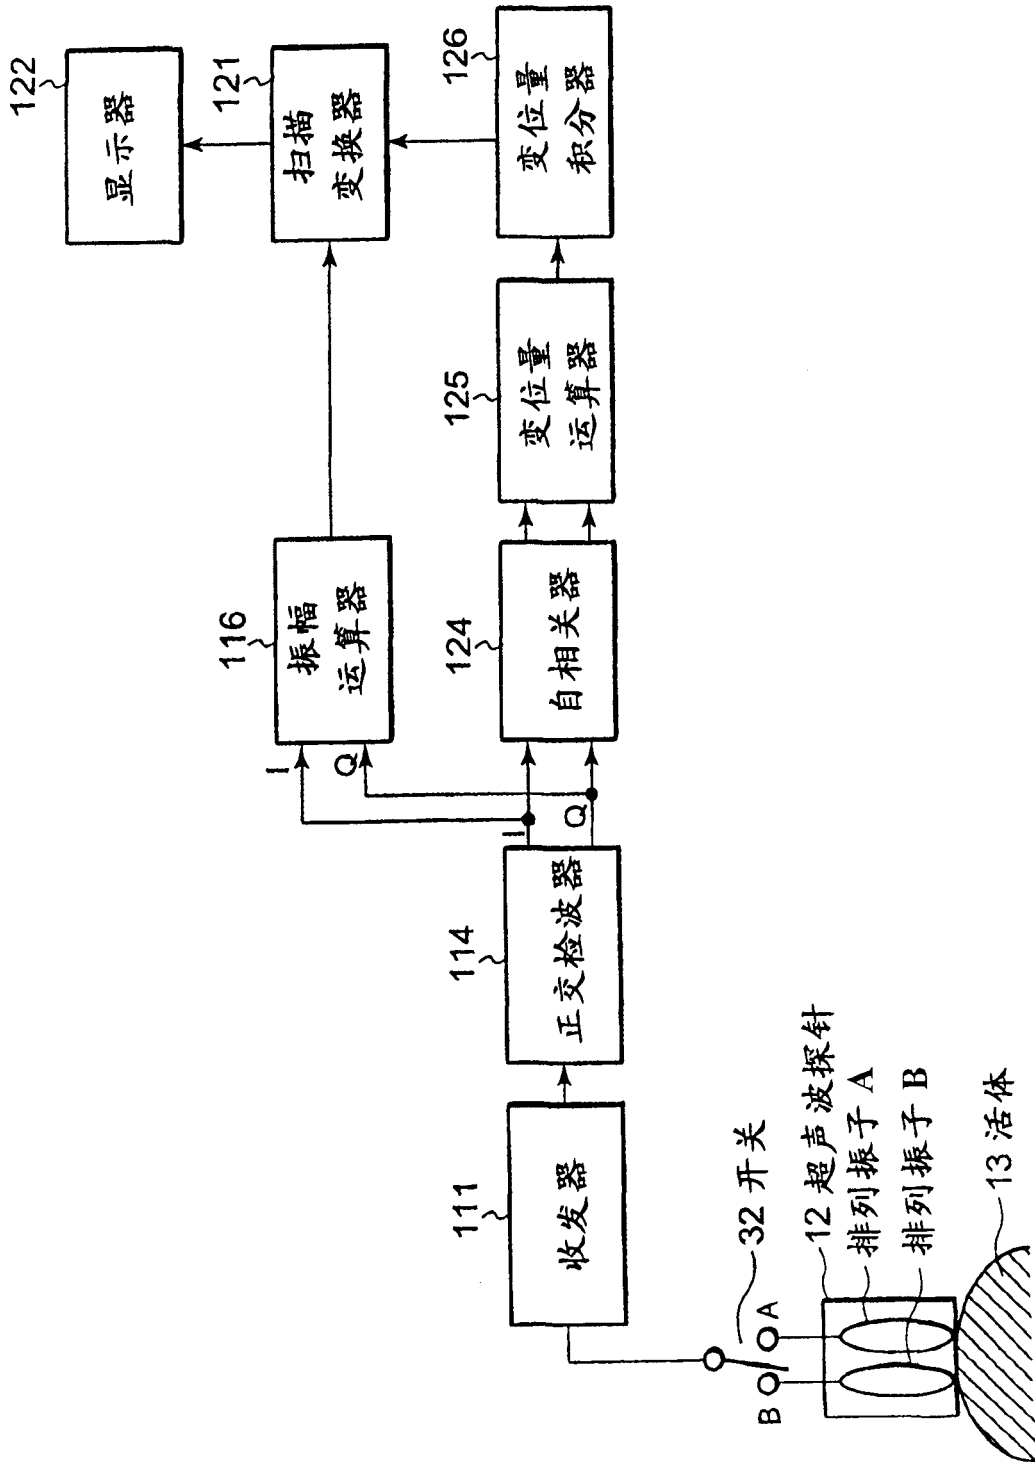 122
显示器
121
扫描
变换器
126
变位量
积分器
125
变位量
运算器
116
振幅
运算器
124
自相关器
I
Q
I
Q
114
正交检波器
111
收发器
32 开关
A
B
12 超声波探针
排列振子 A
排列振子 B
13 活体